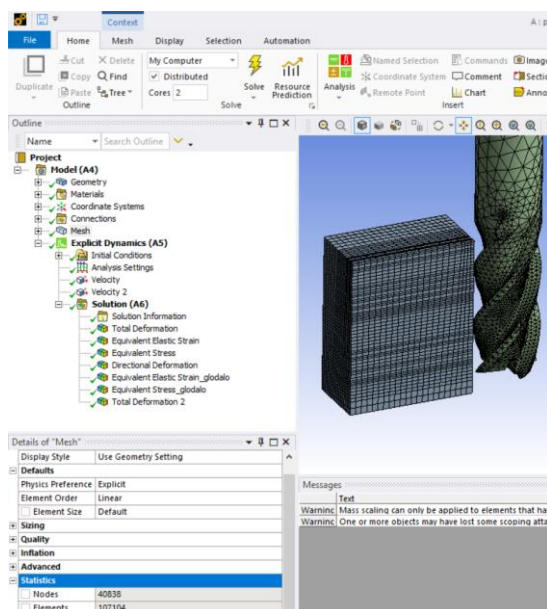 Context
A : p
File Home Mesh Display Selection Automation
Duplicate
Cut
Copy
Paste
Delete
Find
Tree
Outline
My Computer
Distributed
Cores 2
Solve
Resource Prediction
Solve
Analysis
Named Selection
Coordinate System
Remote Point
Commands
Comment
Chart
Image
Section
Anno
Insert
Outline
Name Search Outline
Project
Model (A4)
Geometry
Materials
Coordinate Systems
Connections
Mesh
Explicit Dynamics (A5)
Initial Conditions
Analysis Settings
Velocity
Velocity 2
Solution (A6)
Solution Information
Total Deformation
Equivalent Elastic Strain
Equivalent Stress
Directional Deformation
Equivalent Elastic Strain_glodalo
Equivalent Stress_glodalo
Total Deformation 2
Details of "Mesh"
Display Style Use Geometry Setting
Defaults
Physics Preference Explicit
Element Order Linear
Element Size Default
Sizing
Quality
Inflation
Advanced
Statistics
Nodes 40838
Elements 107104
Messages
Text
Warning Mass scaling can only be applied to elements that ha
Warning One or more objects may have lost some scoping atta